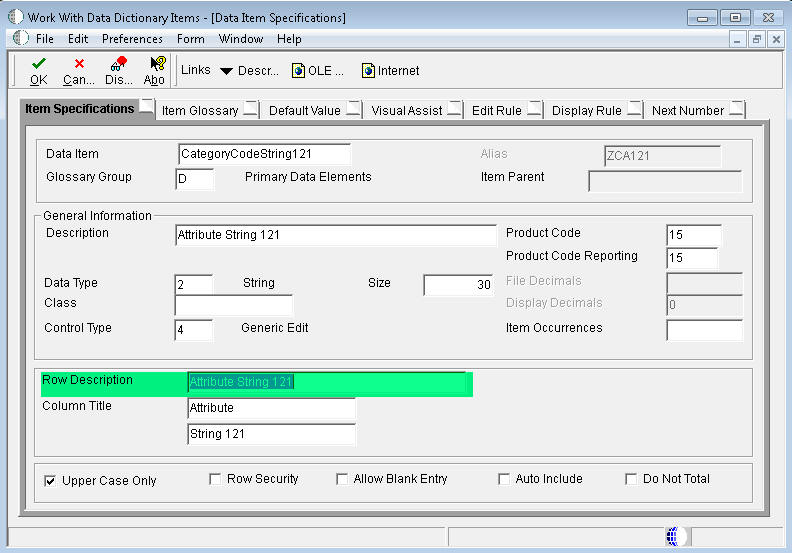 Work With Data Dictionary Items - [Data Item Specifications]
File Edit Preferences Form Window Help
OK Can... Dis... Abo Links Descr... OLE ... Internet
Item Specifications Item Glossary Default Value Visual Assist Edit Rule Display Rule Next Number
Data Item CategoryCodeString121 Alias ZCA121
Glossary Group D Primary Data Elements Item Parent
General Information
Description Attribute String 121 Product Code 15
Product Code Reporting 15
Data Type 2 String Size 30 File Decimals
Class Display Decimals 0
Control Type 4 Generic Edit Item Occurrences
Row Description Attribute String 121
Column Title Attribute
String 121
Upper Case Only Row Security Allow Blank Entry Auto Include Do Not Total